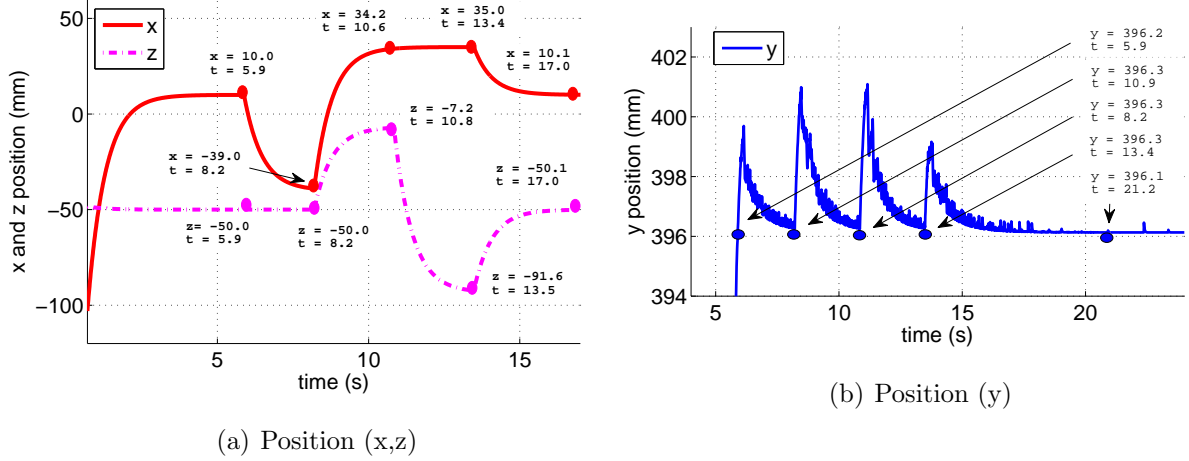 x
z
x = 34.2
t = 10.6
x = 35.0
t = 13.4
x = 10.0
t = 5.9
x = 10.1
t = 17.0
0
−50
−100
x and z position (mm)
z = -7.2
t = 10.8
x = -39.0
t = 8.2
z = -50.1
t = 17.0
z= -50.0
t = 5.9
z = -50.0
t = 8.2
z = -91.6
t = 13.5
5
10
15
time (s)
(a) Position (x,z)
y
y = 396.2
t = 5.9
y = 396.3
t = 10.9
y = 396.3
t = 8.2
y = 396.3
t = 13.4
y = 396.1
t = 21.2
402
400
398
396
394
y position (mm)
5
10
15
20
time (s)
(b) Position (y)